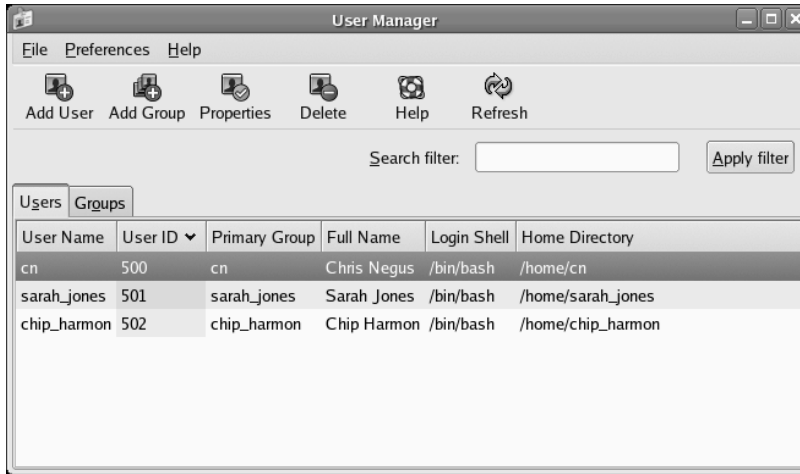 User Manager
File Preferences Help
Add User Add Group Properties Delete Help Refresh
Search filter: Apply filter
Users Groups
User Name User ID Primary Group Full Name Login Shell Home Directory
cn 500 cn Chris Negus /bin/bash /home/cn
sarah_jones 501 sarah_jones Sarah Jones /bin/bash /home/sarah_jones
chip_harmon 502 chip_harmon Chip Harmon /bin/bash /home/chip_harmon